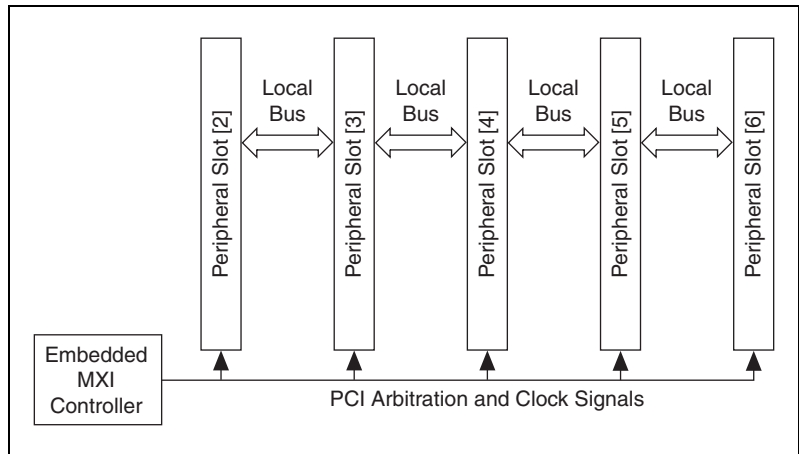 Local
Bus
Local
Bus
Local
Bus
Local
Bus
Peripheral Slot [2]
Peripheral Slot [3]
Peripheral Slot [4]
Peripheral Slot [5]
Peripheral Slot [6]
Embedded
MXI
Controller
PCI Arbitration and Clock Signals